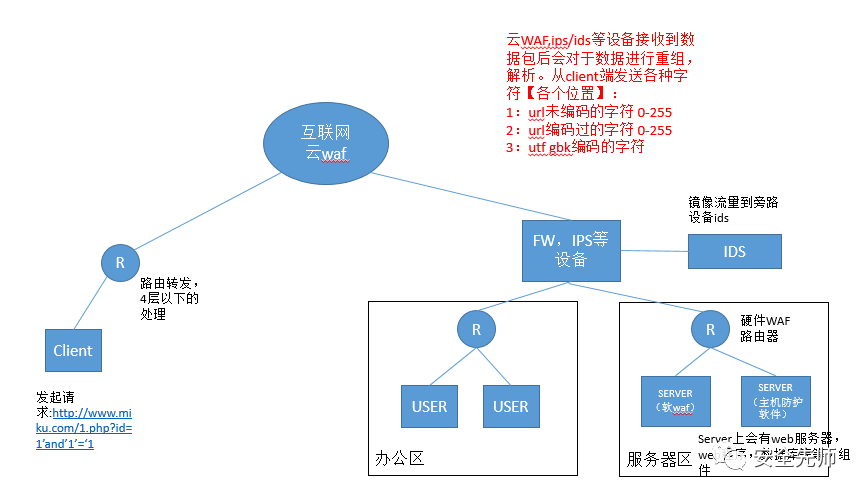 云WAF,ips/ids等设备接收到数
据包后会对于数据进行重组，
解析。从client端发送各种字
符【各个位置】：
1：url未编码的字符 0-255
2：url编码过的字符 0-255
3：utf gbk编码的字符
互联网
云waf
镜像流量到旁路
设备ids
FW，IPS等
设备
IDS
R
路由转发，
4层以下的
处理
Client
发起请
求:http://www.mi
ku.com/1.php?id=
1'and'1'='1
R
USER
USER
办公区
R
硬件WAF
路由器
SERVER
（软waf）
SERVER
（主机防护
软件）
Server上会有web服务器，
组
件
服务器区
安全先师